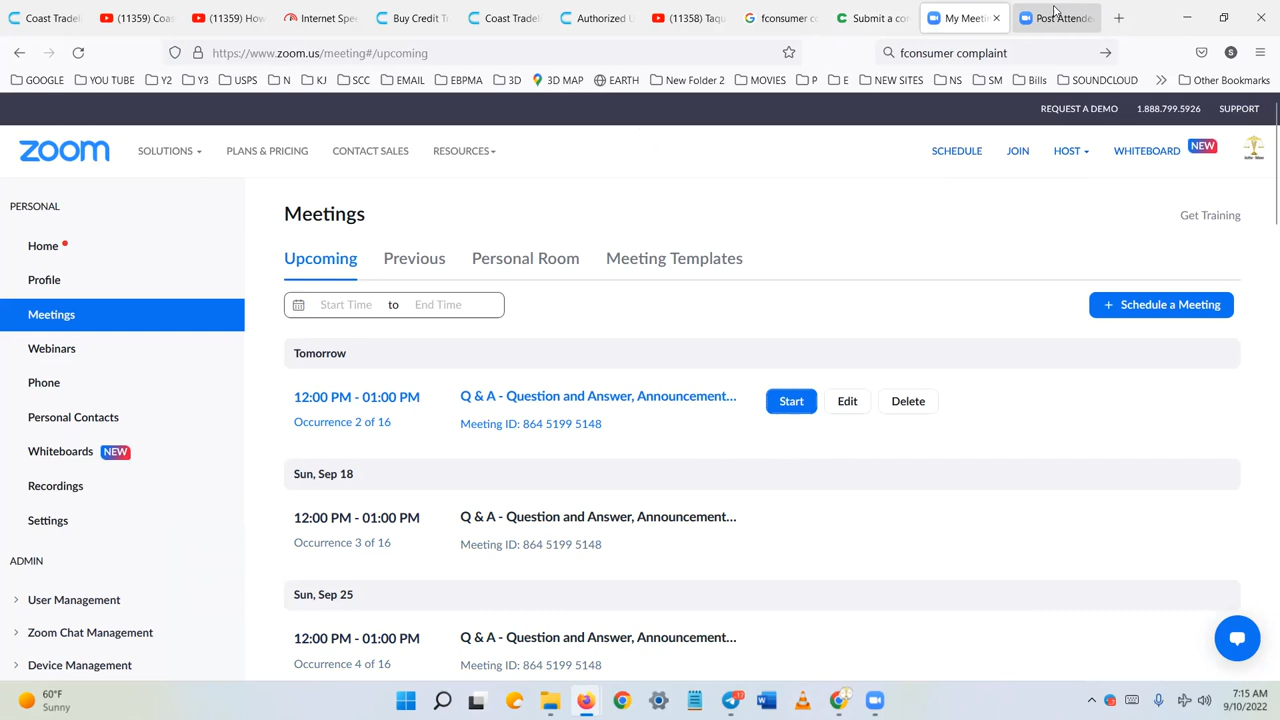 Coast Tradeli
(11359) Coas
(11359) How
Internet Spee
Buy Credit T
Coast Tradeli
Authorized U
(11358) Taqu
fconsumer co
Submit a co
My Meetin
Post Attende
https://www.zoom.us/meeting#/upcoming
fconsumer complaint
GOOGLE YOU TUBE Y2 Y3 USPS N KJ SCC EMAIL EBPMA 3D 3D MAP EARTH New Folder 2 MOVIES P E NEW SITES NS SM Bills SOUNDCLOUD Other Bookmarks
REQUEST A DEMO 1.888.799.5926 SUPPORT
zoom SOLUTIONS PLANS & PRICING CONTACT SALES RESOURCES SCHEDULE JOIN HOST WHITEBOARD NEW
PERSONAL
Home
Profile
Meetings
Webinars
Phone
Personal Contacts
Whiteboards NEW
Recordings
Settings
ADMIN
User Management
Zoom Chat Management
Device Management
Meetings
Get Training
Upcoming Previous Personal Room Meeting Templates
Start Time to End Time
+ Schedule a Meeting
Tomorrow
12:00 PM - 01:00 PM Q & A - Question and Answer, Announcement... Start Edit Delete
Occurrence 2 of 16 Meeting ID: 864 5199 5148
Sun, Sep 18
12:00 PM - 01:00 PM Q & A - Question and Answer, Announcement...
Occurrence 3 of 16 Meeting ID: 864 5199 5148
Sun, Sep 25
12:00 PM - 01:00 PM Q & A - Question and Answer, Announcement...
Occurrence 4 of 16 Meeting ID: 864 5199 5148
60°F
Sunny
7:15 AM
9/10/2022